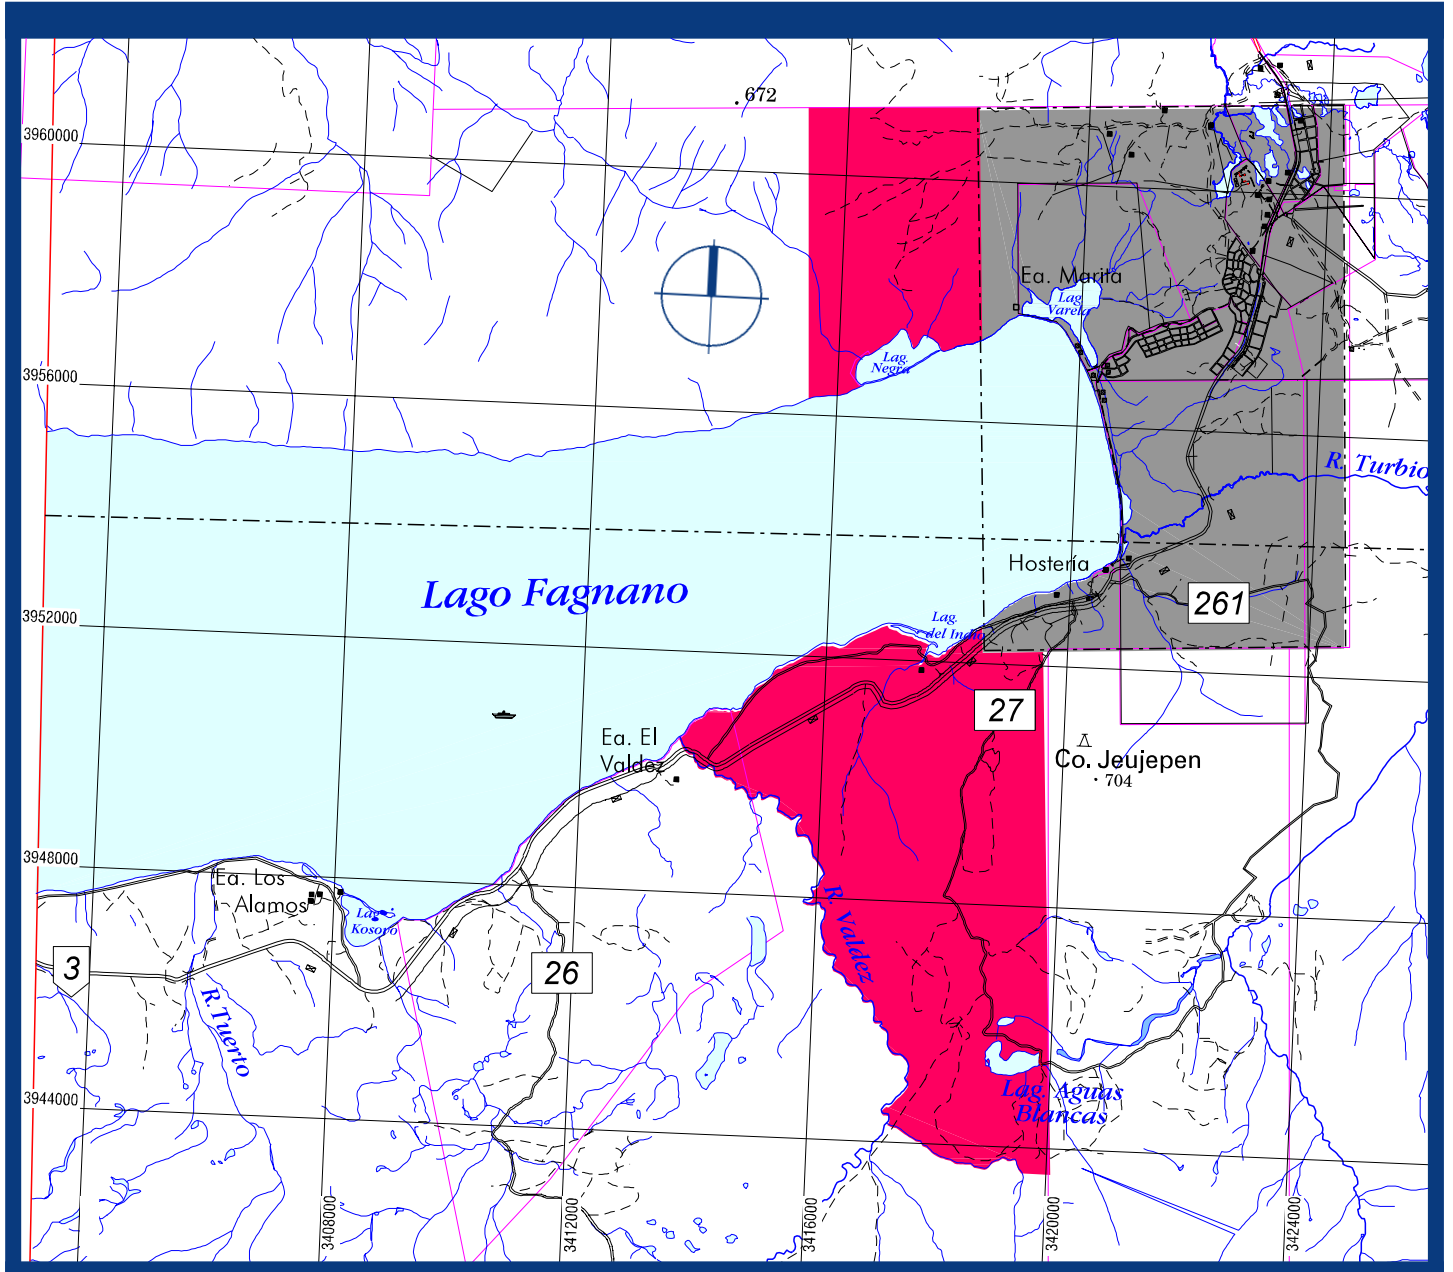 672
3960000
Ea. Marita
Lag.
Varela
Lag.
Negra
3956000
R. Turbio
Hostería
Lago Fagnano
261
3952000
Lag.
del Indio
27
Ea. El
Valdez
Co. Jeujepen
704
3948000
Ea. Los
Alamos
Lag.
Kosoro
R. Valdez
3
26
R. Tuerto
Lag. Aguas
Blancas
3944000
3408000
3412000
3416000
3420000
3424000